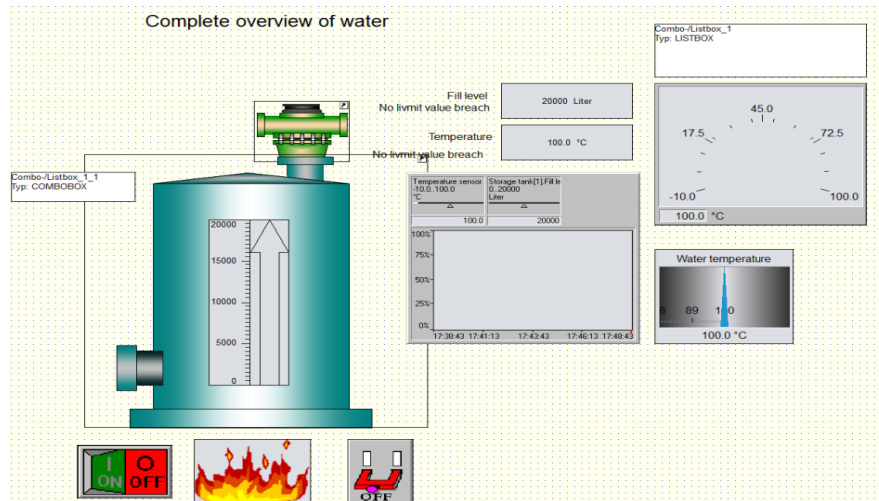 Complete overview of water
Combo-/Listbox_1
Typ: LISTBOX
Fill level
No livmit value breach
20000 Liter
Temperature
No livmit value breach
100.0 °C
45.0
17.5
72.5
-10.0
100.0
100.0 °C
Combo-/Listbox_1_1
Typ: COMBOBOX
Temperature sensor
-10.0..100.0
°C
100.0
Storage tank[1].Fill le
0..20000
Liter
20000
100%
75%
50%
25%
0%
17:38:43 17:41:13 17:43:43 17:46:13 17:48:43
20000
15000
10000
5000
0
Water temperature
89
100.0 °C
I
ON
O
OFF
OFF